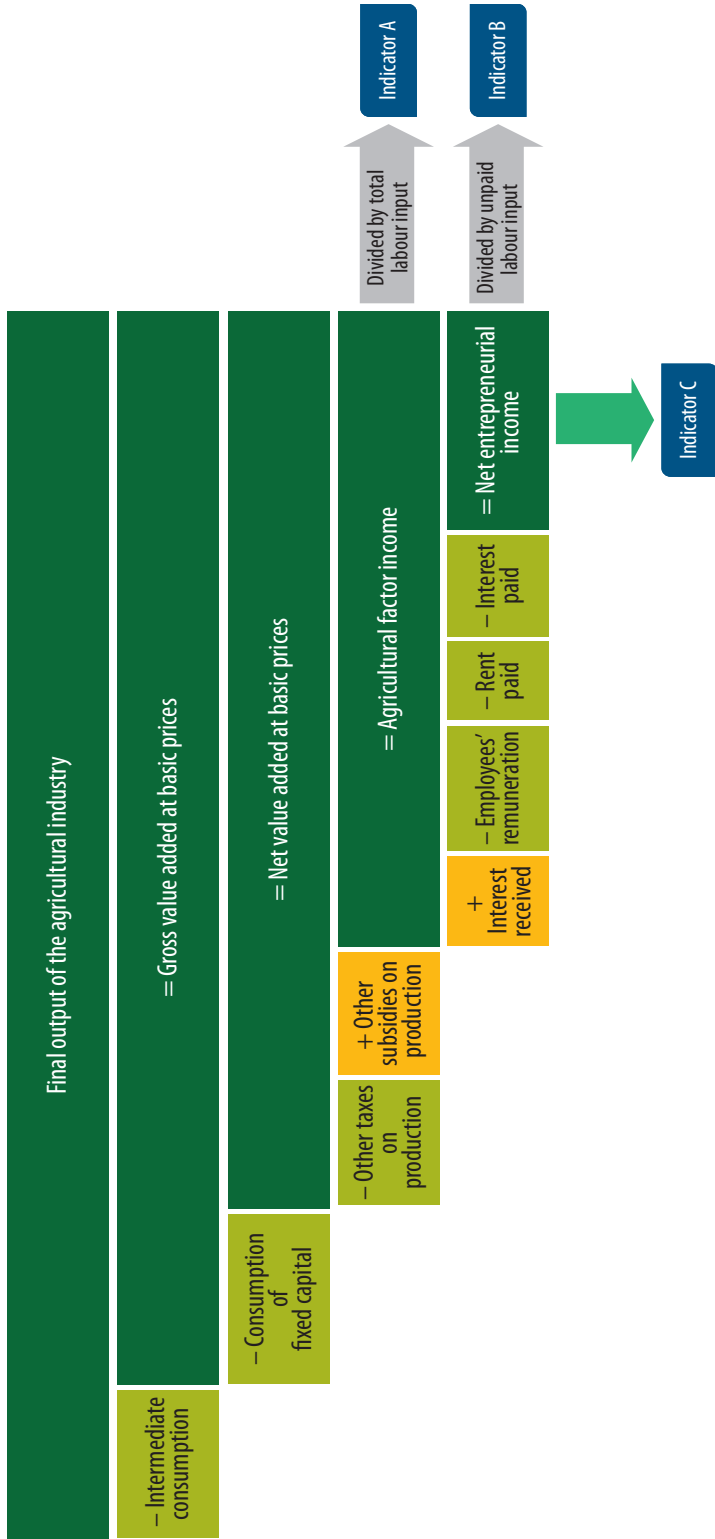 Final output of the agricultural industry
– Intermediate
consumption
= Gross value added at basic prices
– Consumption
of
fixed capital
= Net value added at basic prices
– Other taxes
on
production
+ Other
subsidies on
production
= Agricultural factor income
Divided by total
labour input
Indicator A
+
Interest
received
– Employees’
remuneration
– Rent
paid
– Interest
paid
= Net entrepreneurial
income
Divided by unpaid
labour input
Indicator B
Indicator C